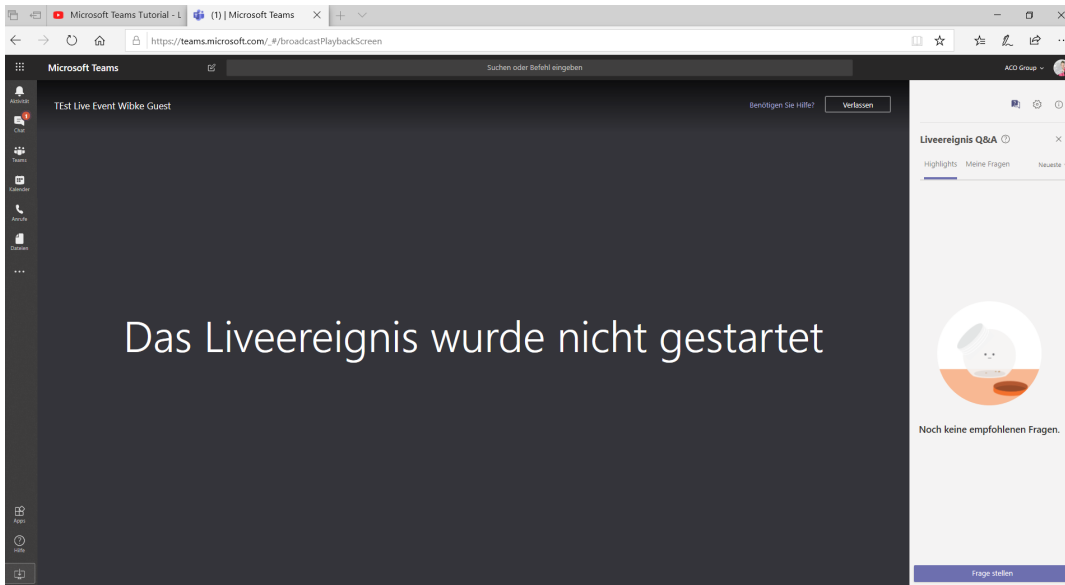 Microsoft Teams Tutorial - L
(1) | Microsoft Teams
https://teams.microsoft.com/_#/broadcastPlaybackScreen
Microsoft Teams
Suchen oder Befehl eingeben
ACO Group
Aktivität
Chat
Teams
Kalender
Anrufe
Dateien
Apps
Hilfe
TEst Live Event Wibke Guest
Benötigen Sie Hilfe?
Verlassen
Das Liveereignis wurde nicht gestartet
Liveereignis Q&A
Highlights Meine Fragen Neueste
Noch keine empfohlenen Fragen.
Frage stellen